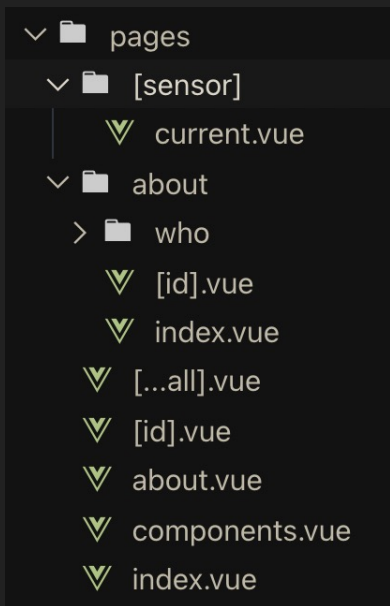 pages
[sensor]
current.vue
about
who
[id].vue
index.vue
[...all].vue
[id].vue
about.vue
components.vue
index.vue